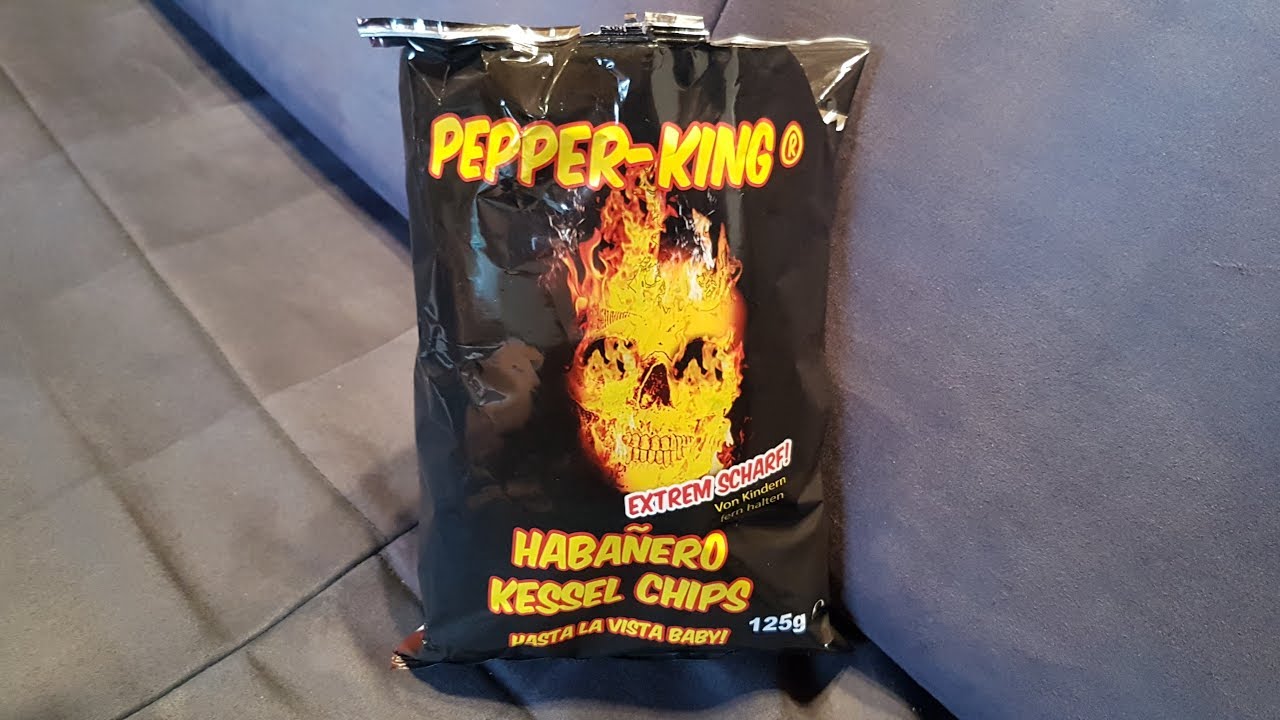 PEPPER-KING®
EXTREM SCHARF!
Von Kindern
fern halten
HABAÑERO
KESSEL CHIPS
HASTA LA VISTA BABY!
125g